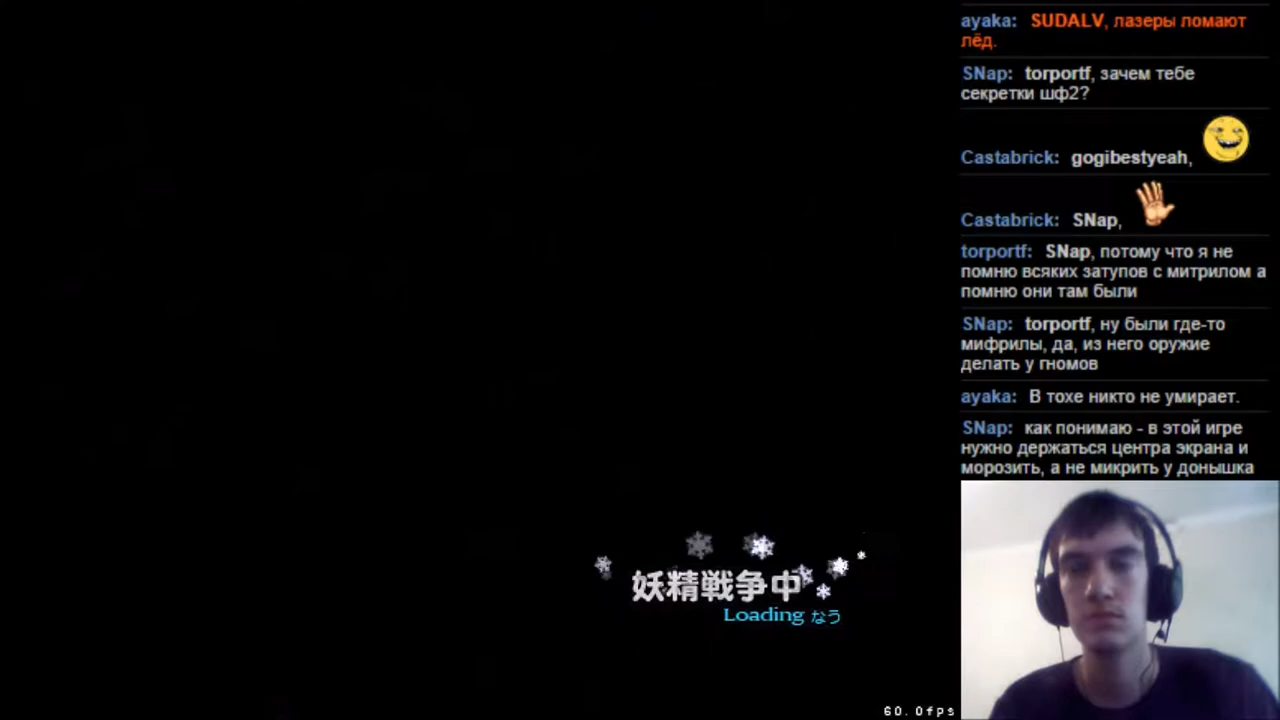 ayaka: SUDALV, лазеры ломают
лёд.
SNap: torportf, зачем тебе
секретки шф2?
Castabrick: gogibestyeah,
Castabrick: SNap,
torportf: SNap, потому что я не
помню всяких затупов с митрилом а
помню они там были
SNap: torportf, ну были где-то
мифрилы, да, из него оружие
делать у гномов
ayaka: В тохе никто не умирает.
SNap: как понимаю - в этой игре
нужно держаться центра экрана и
морозить, а не микрить у донышка
妖精戦争中
Loading なう
60.0fps